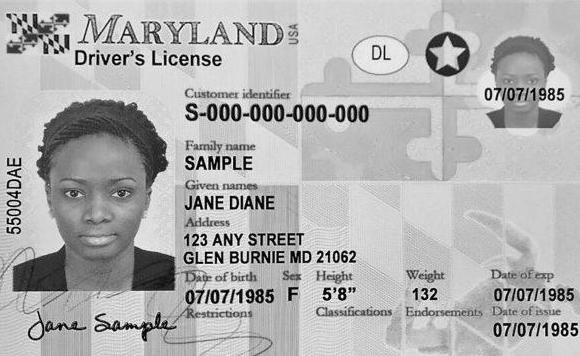 MARYLAND USA
Driver's License
DL
07/07/1985
Customer identifier
S-000-000-000-000
Family name
SAMPLE
Given names
JANE DIANE
Address
123 ANY STREET
GLEN BURNIE MD 21062
Date of birth Sex Height Weight Date of exp
07/07/1985 F 5'8" 132 07/07/1985
Restrictions Classifications Endorsements Date of issue
07/07/1985
55004DAE
Jane Sample